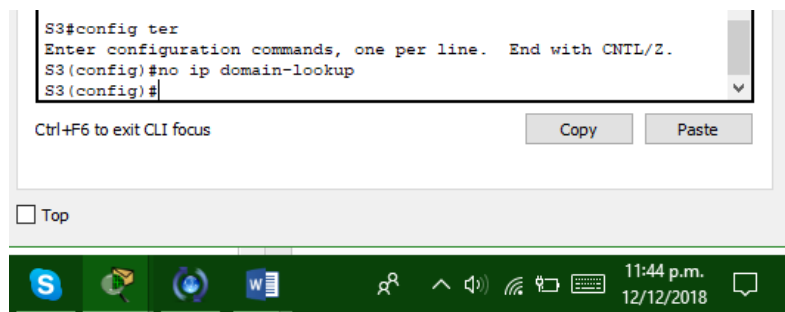 S3#config ter
Enter configuration commands, one per line.  End with CNTL/Z.
S3(config)#no ip domain-lookup
S3(config)#
Ctrl+F6 to exit CLI focus
Copy
Paste
Top
S
W
11:44 p.m.
12/12/2018